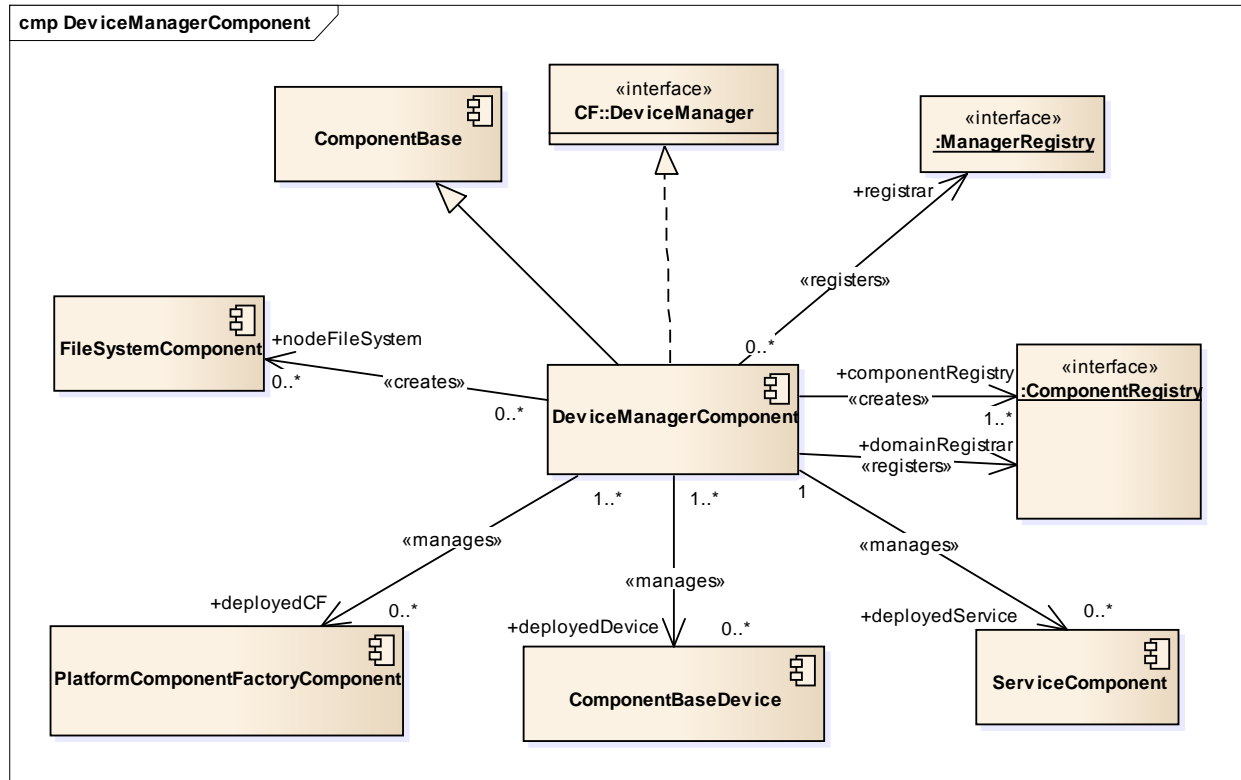 cmp DeviceManagerComponent
ComponentBase
«interface»
CF::DeviceManager
«interface»
:ManagerRegistry
+registrar
«registers»
0..*
FileSystemComponent
+nodeFileSystem
0..*
«creates»
0..*
DeviceManagerComponent
+componentRegistry
«creates»
1..*
«interface»
:ComponentRegistry
+domainRegistrar
«registers»
1..*
1..*
1
«manages»
«manages»
«manages»
+deployedCF
0..*
+deployedDevice
0..*
+deployedService
0..*
PlatformComponentFactoryComponent
ComponentBaseDevice
ServiceComponent